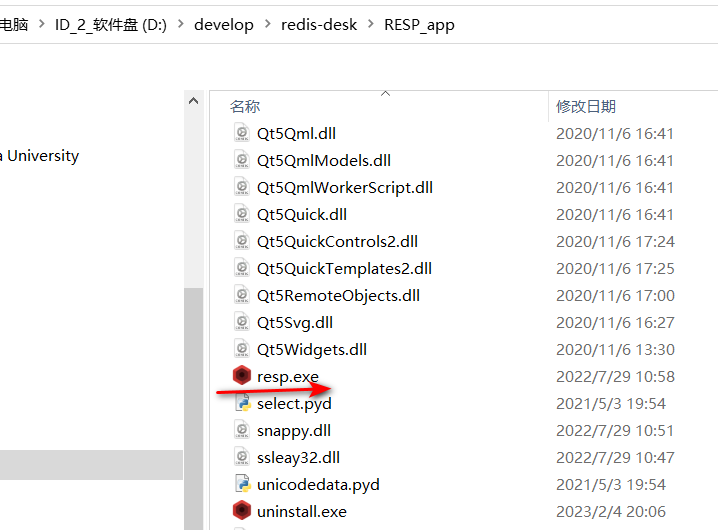 电脑 > ID_2_软件盘 (D:) > develop > redis-desk > RESP_app
a University
名称 修改日期
Qt5Qml.dll 2020/11/6 16:41
Qt5QmlModels.dll 2020/11/6 16:41
Qt5QmlWorkerScript.dll 2020/11/6 16:41
Qt5Quick.dll 2020/11/6 16:41
Qt5QuickControls2.dll 2020/11/6 17:24
Qt5QuickTemplates2.dll 2020/11/6 17:25
Qt5RemoteObjects.dll 2020/11/6 17:00
Qt5Svg.dll 2020/11/6 16:27
Qt5Widgets.dll 2020/11/6 13:30
resp.exe 2022/7/29 10:58
select.pyd 2021/5/3 19:54
snappy.dll 2022/7/29 10:51
ssleay32.dll 2022/7/29 10:47
unicodedata.pyd 2021/5/3 19:54
uninstall.exe 2023/2/4 20:06